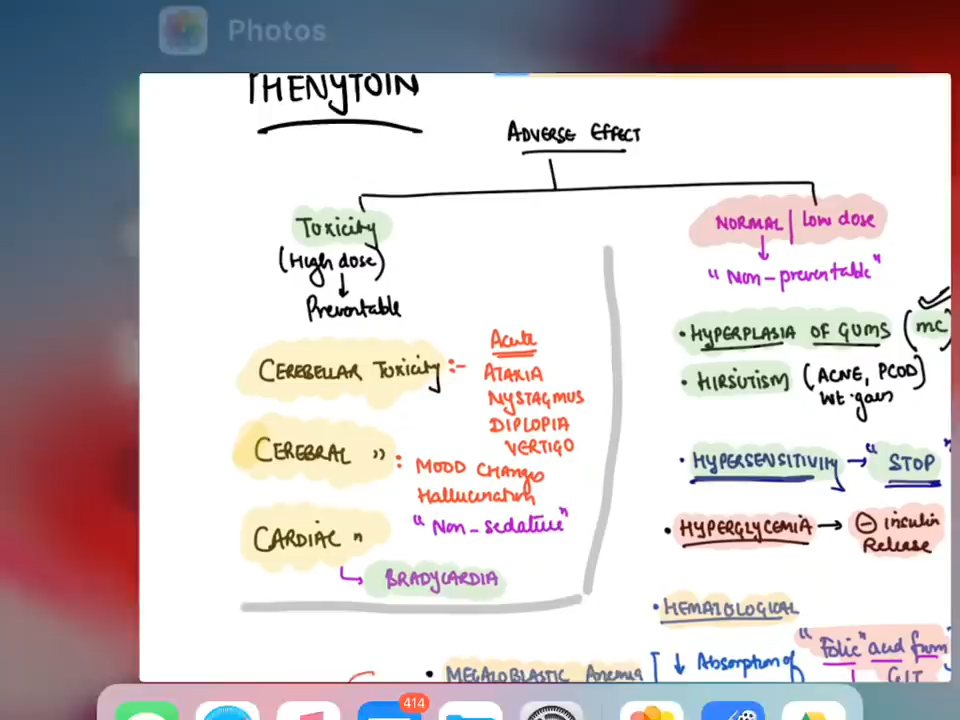 Photos
PHENYTOIN
ADVERSE EFFECT
Toxicity
(High dose)
Preventable
CEREBELLAR Toxicity :-
Acute
ATAXIA
NYSTAGMUS
DIPLOPIA
VERTIGO
CEREBRAL " :
MOOD CHANGES
Hallucination
"Non-sedative"
CARDIAC "
BRADYCARDIA
NORMAL | Low dose
"Non-preventable"
• HYPERPLASIA OF GUMS (mc)
• HIRSUTISM (ACNE, PCOD)
Wt. gain
• HYPERSENSITIVITY → "STOP"
• HYPERGLYCEMIA → ⊖ insulin
Release
• HEMATOLOGICAL
• MEGALOBLASTIC Anemia
↓ Absorption of
"Folic" acid from
GIT
414